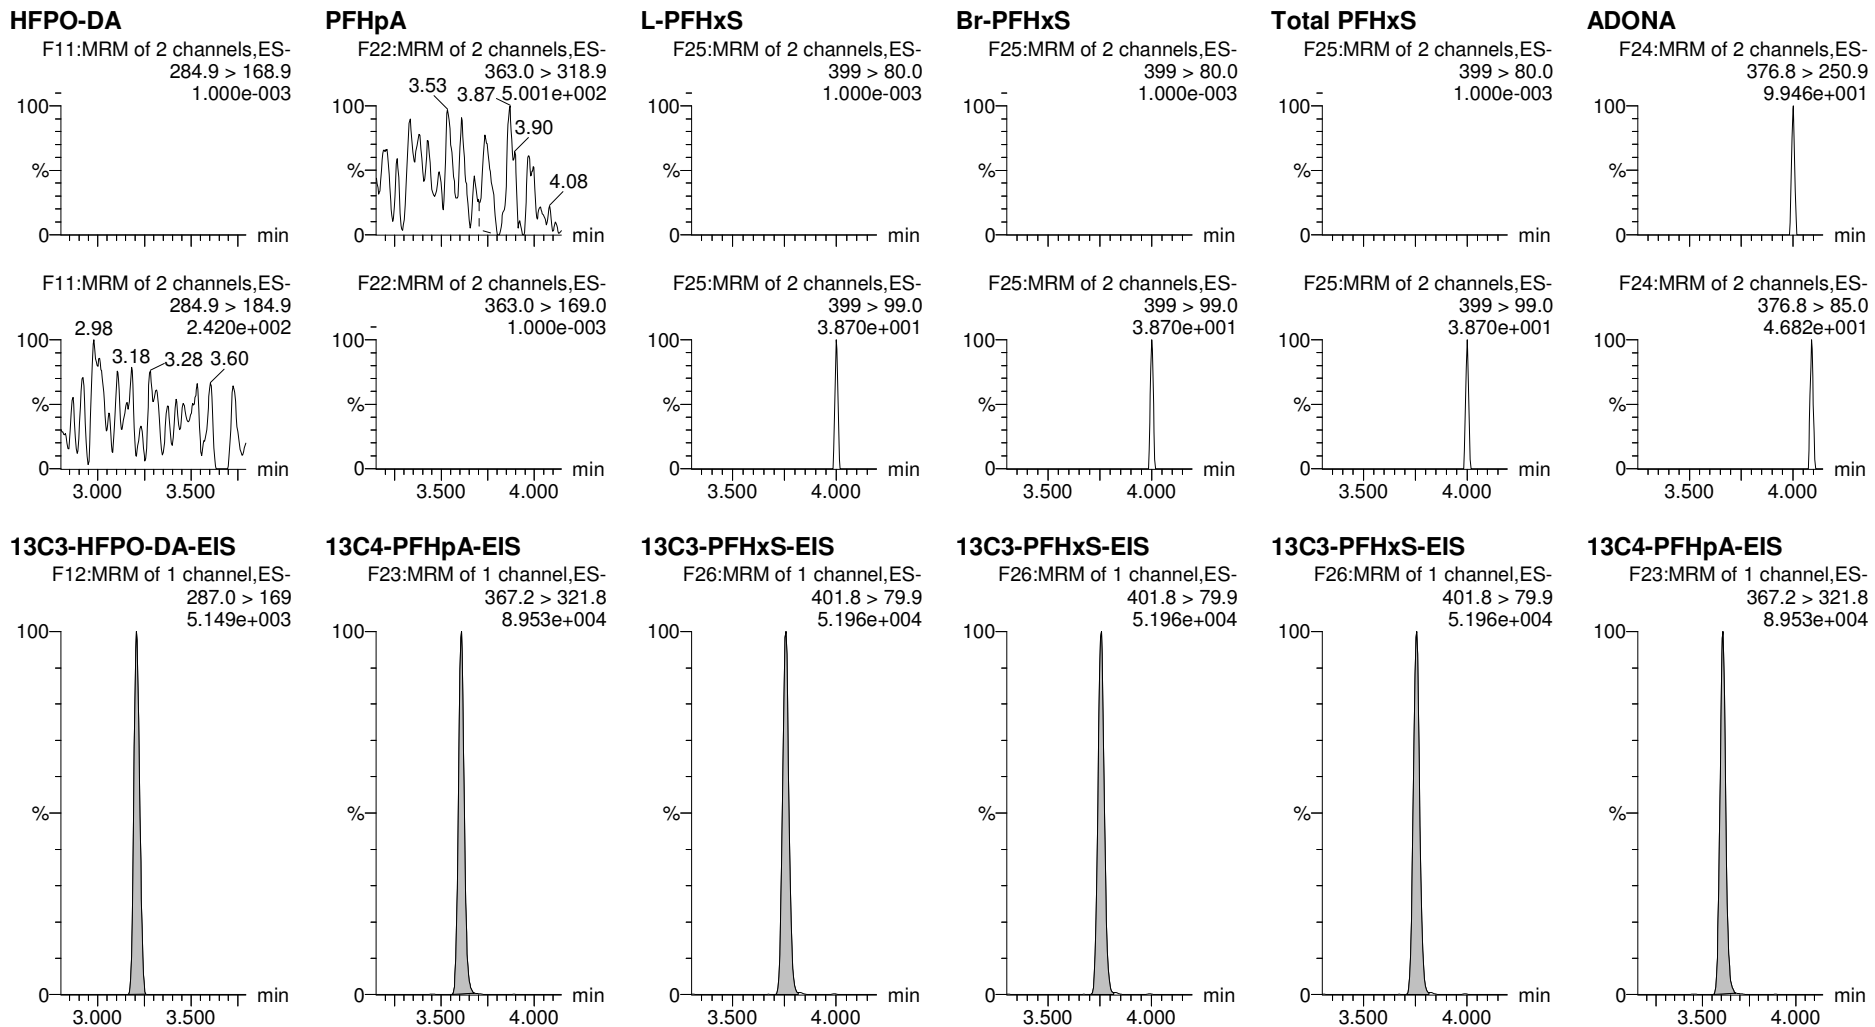 HFPO-DA
F11:MRM of 2 channels,ES-
284.9 > 168.9
1.000e-003
100
%
0
min
F11:MRM of 2 channels,ES-
284.9 > 184.9
2.420e+002
2.98
3.18
3.28
3.60
100
%
0
min
3.000 3.500
PFHpA
F22:MRM of 2 channels,ES-
363.0 > 318.9
5.001e+002
3.53
3.87
3.90
4.08
100
%
0
min
F22:MRM of 2 channels,ES-
363.0 > 169.0
1.000e-003
100
%
0
min
3.500 4.000
L-PFHxS
F25:MRM of 2 channels,ES-
399 > 80.0
1.000e-003
100
%
0
min
F25:MRM of 2 channels,ES-
399 > 99.0
3.870e+001
100
%
0
min
3.500 4.000
Br-PFHxS
F25:MRM of 2 channels,ES-
399 > 80.0
1.000e-003
100
%
0
min
F25:MRM of 2 channels,ES-
399 > 99.0
3.870e+001
100
%
0
min
3.500 4.000
Total PFHxS
F25:MRM of 2 channels,ES-
399 > 80.0
1.000e-003
100
%
0
min
F25:MRM of 2 channels,ES-
399 > 99.0
3.870e+001
100
%
0
min
3.500 4.000
ADONA
F24:MRM of 2 channels,ES-
376.8 > 250.9
9.946e+001
100
%
0
min
F24:MRM of 2 channels,ES-
376.8 > 85.0
4.682e+001
100
%
0
min
3.500 4.000
13C3-HFPO-DA-EIS
F12:MRM of 1 channel,ES-
287.0 > 169
5.149e+003
100
%
0
min
3.000 3.500
13C4-PFHpA-EIS
F23:MRM of 1 channel,ES-
367.2 > 321.8
8.953e+004
100
%
0
min
3.500 4.000
13C3-PFHxS-EIS
F26:MRM of 1 channel,ES-
401.8 > 79.9
5.196e+004
100
%
0
min
3.500 4.000
13C3-PFHxS-EIS
F26:MRM of 1 channel,ES-
401.8 > 79.9
5.196e+004
100
%
0
min
3.500 4.000
13C3-PFHxS-EIS
F26:MRM of 1 channel,ES-
401.8 > 79.9
5.196e+004
100
%
0
min
3.500 4.000
13C4-PFHpA-EIS
F23:MRM of 1 channel,ES-
367.2 > 321.8
8.953e+004
100
%
0
min
3.500 4.000